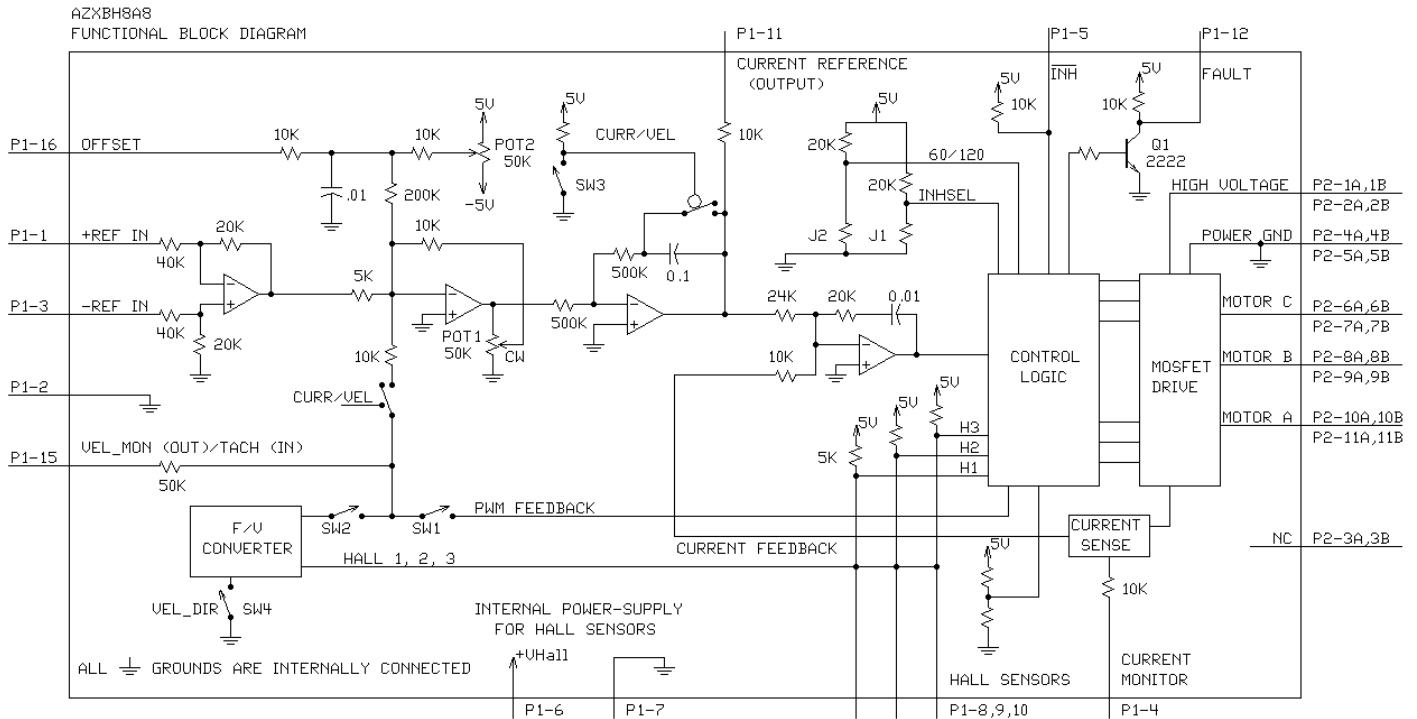 AZXBH8A8
FUNCTIONAL BLOCK DIAGRAM
P1-11
P1-5
P1-12
CURRENT REFERENCE
(OUTPUT)
5V
10K
INH
5V
10K
FAULT
5V
5V
5V
P1-16 OFFSET
10K
10K
POT2
50K
CURR/VEL
10K
20K
60/120
Q1
2222
.01
200K
-5V
SW3
20K
INHSEL
HIGH VOLTAGE
P2-1A,1B
P2-2A,2B
P1-1 +REF IN
20K
10K
J2
J1
POWER GND
P2-4A,4B
P2-5A,5B
40K
5K
500K
0.1
P1-3 -REF IN
40K
20K
500K
24K
20K
0.01
MOTOR C
P2-6A,6B
P2-7A,7B
10K
POT1
50K
CW
10K
CONTROL
LOGIC
MOSFET
DRIVE
MOTOR B
P2-8A,8B
P2-9A,9B
P1-2
CURR/VEL
5V
5V
5V
MOTOR A
P2-10A,10B
P2-11A,11B
H3
H2
H1
5K
VEL_MON (OUT)/TACH (IN)
P1-15
50K
F/V
CONVERTER
SW2
SW1
PWM FEEDBACK
CURRENT
SENSE
CURRENT FEEDBACK
HALL 1, 2, 3
5V
NC
P2-3A,3B
VEL_DIR
SW4
10K
INTERNAL POWER-SUPPLY
FOR HALL SENSORS
+VHall
ALL GROUNDS ARE INTERNALLY CONNECTED
HALL SENSORS
CURRENT
MONITOR
P1-6
P1-7
P1-8,9,10
P1-4